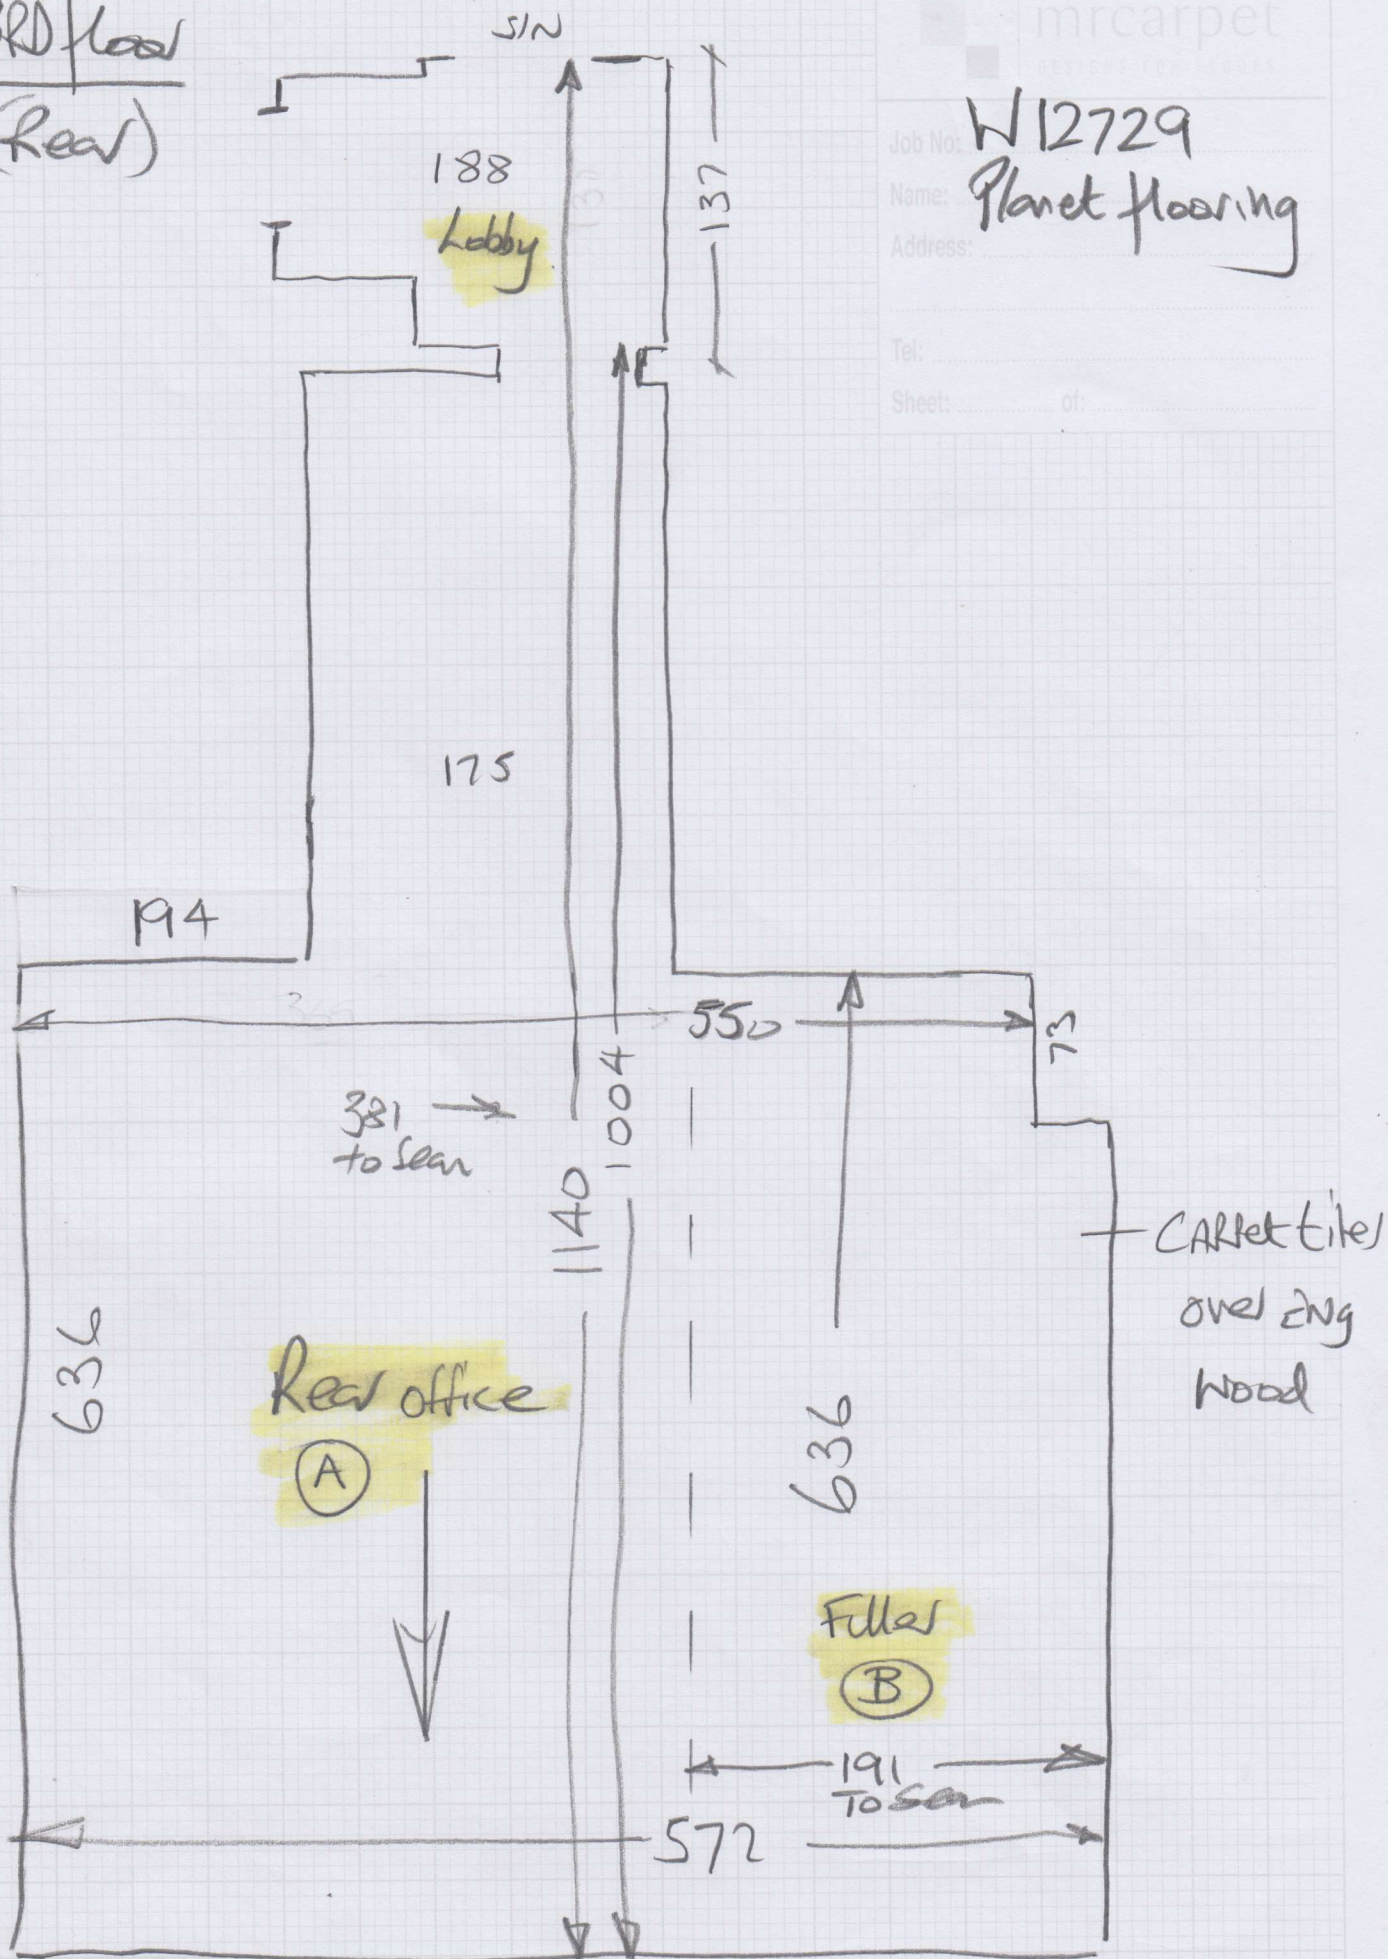 3RD floor
(Rear)
S/N
mrcarpet
DESIGNS FOR FLOORS
Job No: W12729
Name: Planet flooring
Address:
Tel:
Sheet: of:
188
Lobby
137
137
175
194
550
73
381
to seam
1004
1140
636
Rear office
A
636
CARPet tiles
over ENg
wood
Filler
B
191
To Seam
572